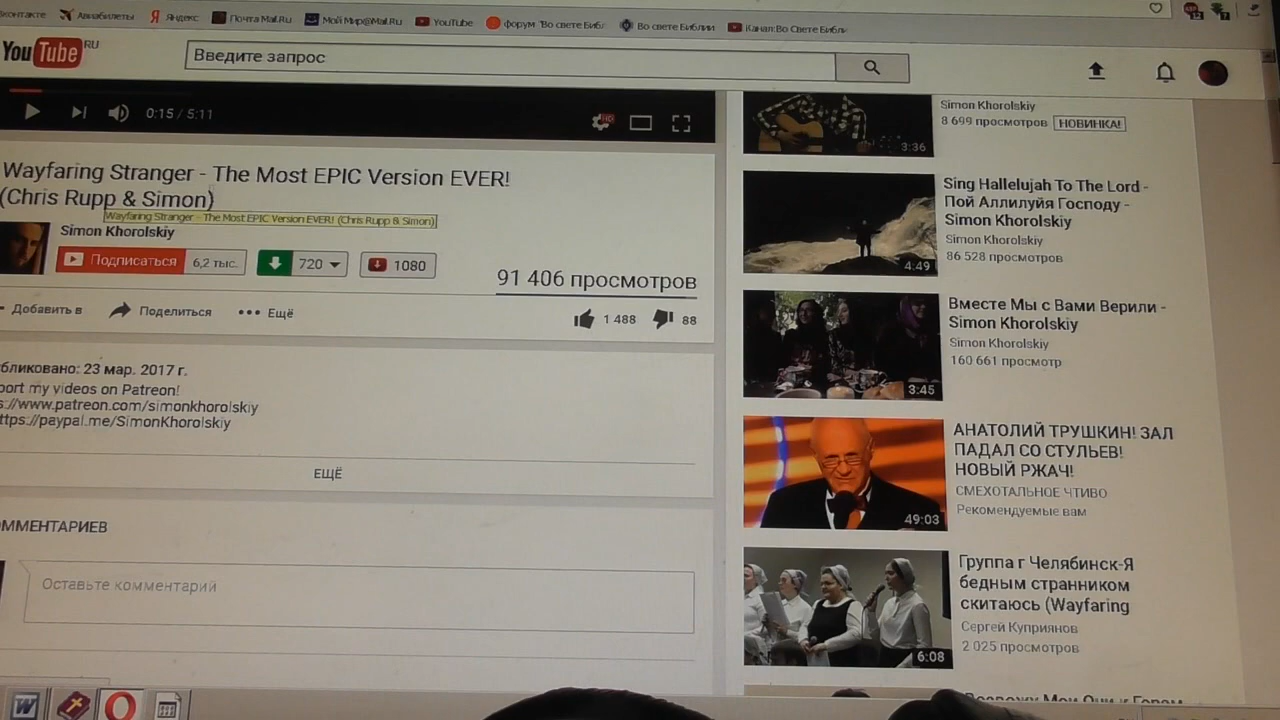 контакте Авиабилеты Яндекс Почта Mail.Ru Мой Мир@Mail.Ru YouTube форум "Во свете Библ Во свете Библии Канал:Во Свете Библи
YouTube RU
Введите запрос
0:15 / 5:11
Wayfaring Stranger - The Most EPIC Version EVER!
(Chris Rupp & Simon)
Wayfaring Stranger - The Most EPIC Version EVER! (Chris Rupp & Simon)
Simon Khorolskiy
Подписаться 6,2 тыс.
720
1080
91 406 просмотров
Добавить в Поделиться Ещё
1 488 88
бликовано: 23 мар. 2017 г.
port my videos on Patreon!
s://www.patreon.com/simonkhorolskiy
ttps://paypal.me/SimonKhorolskiy
ЕЩЁ
ОММЕНТАРИЕВ
Оставьте комментарий
Simon Khorolskiy
8 699 просмотров НОВИНКА!
3:36
Sing Hallelujah To The Lord -
Пой Аллилуйя Господу -
Simon Khorolskiy
Simon Khorolskiy
86 528 просмотров
4:49
Вместе Мы с Вами Верили -
Simon Khorolskiy
Simon Khorolskiy
160 661 просмотр
3:45
АНАТОЛИЙ ТРУШКИН! ЗАЛ
ПАДАЛ СО СТУЛЬЕВ!
НОВЫЙ РЖАЧ!
СМЕХОТАЛЬНОЕ ЧТИВО
Рекомендуемые вам
49:03
Группа г Челябинск-Я
бедным странником
скитаюсь (Wayfaring
Сергей Куприянов
2 025 просмотров
6:08